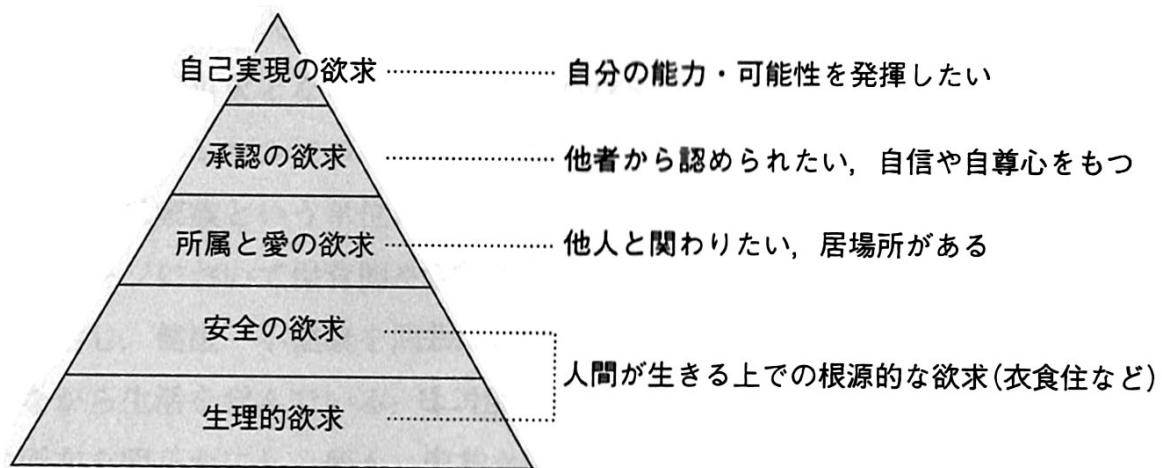 自己実現の欲求 自分の能力・可能性を発揮したい
承認の欲求 他者から認められたい，自信や自尊心をもつ
所属と愛の欲求 他人と関わりたい，居場所がある
安全の欲求
人間が生きる上での根源的な欲求(衣食住など)
生理的欲求